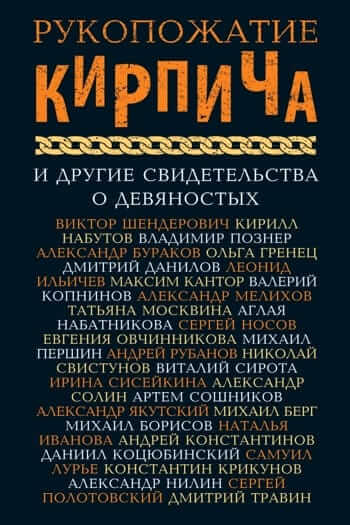 РУКОПОЖАТИЕ
КИРПИЧА
И ДРУГИЕ СВИДЕТЕЛЬСТВА
О ДЕВЯНОСТЫХ
ВИКТОР ШЕНДЕРОВИЧ КИРИЛЛ
НАБУТОВ ВЛАДИМИР ПОЗНЕР
АЛЕКСАНДР БУРАКОВ ОЛЬГА ГРЕНЕЦ
ДМИТРИЙ ДАНИЛОВ ЛЕОНИД
ИЛЬИЧЕВ МАКСИМ КАНТОР ВАЛЕРИЙ
КОПНИНОВ АЛЕКСАНДР МЕЛИХОВ
ТАТЬЯНА МОСКВИНА АГЛАЯ
НАБАТНИКОВА СЕРГЕЙ НОСОВ
ЕВГЕНИЯ ОВЧИННИКОВА МИХАИЛ
ПЕРШИН АНДРЕЙ РУБАНОВ НИКОЛАЙ
СВИСТУНОВ ВИТАЛИЙ СИРОТА
ИРИНА СИСЕЙКИНА АЛЕКСАНДР
СОЛИН АРТЕМ СОШНИКОВ
АЛЕКСАНДР ЯКУТСКИЙ МИХАИЛ БЕРГ
МИХАИЛ БОРИСОВ НАТАЛЬЯ
ИВАНОВА АНДРЕЙ КОНСТАНТИНОВ
ДАНИИЛ КОЦЮБИНСКИЙ САМУИЛ
ЛУРЬЕ КОНСТАНТИН КРИКУНОВ
АЛЕКСАНДР НИЛИН СЕРГЕЙ
ПОЛОТОВСКИЙ ДМИТРИЙ ТРАВИН